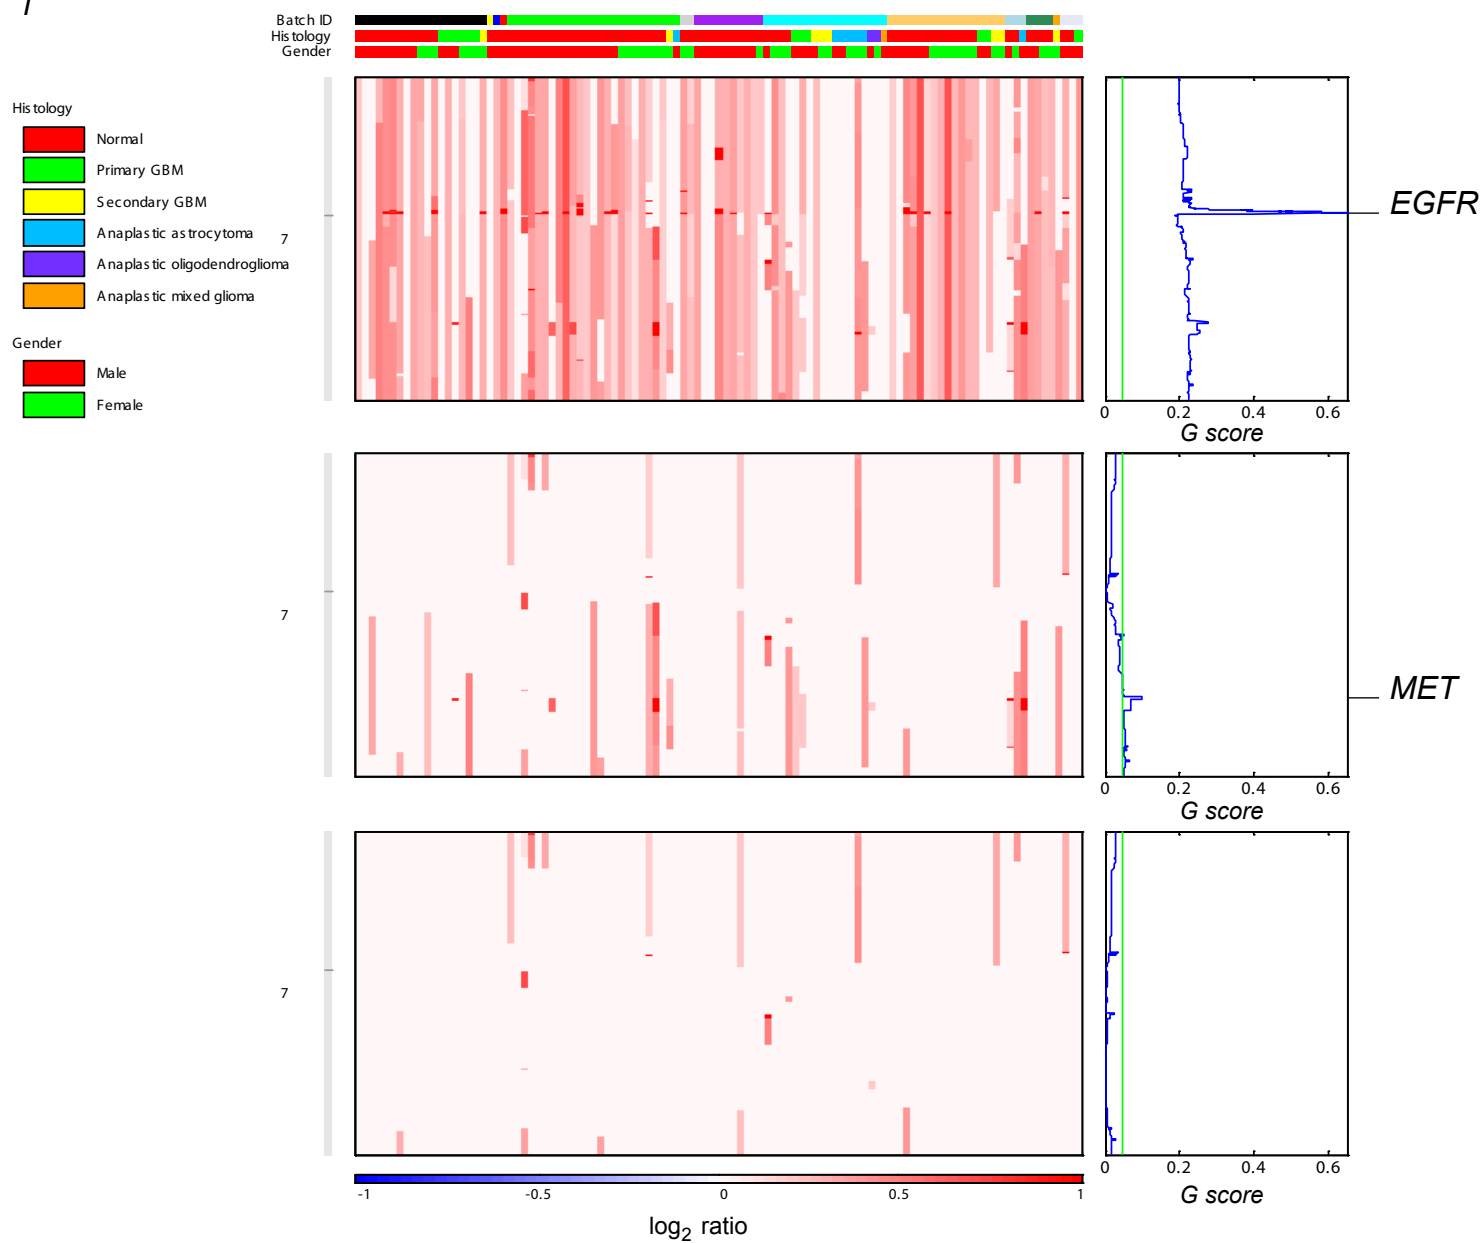 Batch ID
Histology
Gender
Histology
Normal
Primary GBM
Secondary GBM
Anaplastic astrocytoma
Anaplastic oligodendroglioma
Anaplastic mixed glioma
Gender
Male
Female
7
0 0.2 0.4 0.6
G score
EGFR
7
0 0.2 0.4 0.6
G score
MET
7
0 0.2 0.4 0.6
G score
-1 -0.5 0 0.5 1
log2 ratio